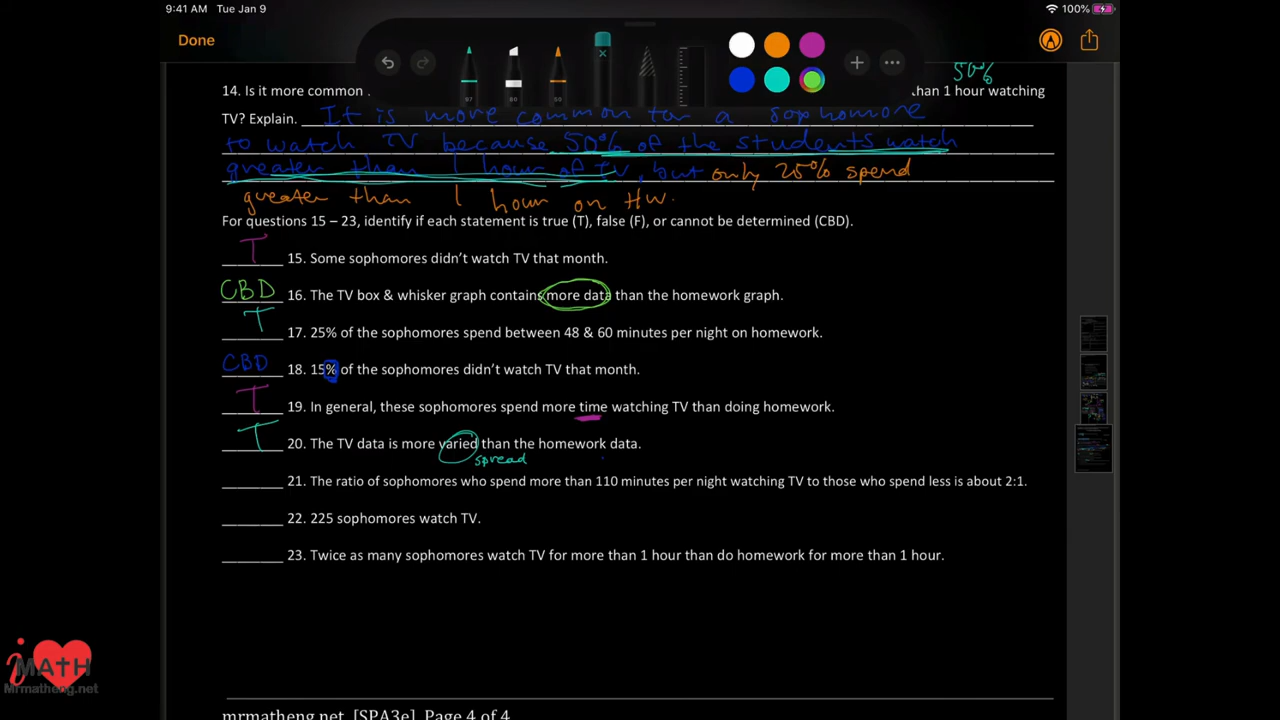 9:41 AM Tue Jan 9
100%
Done
97
80
50
50%
14. Is it more common
than 1 hour watching
TV? Explain. It is more common for a sophomore
to watch TV because 50% of the students watch
greater than 1 hour of TV, but only 25% spend
greater than 1 hour on HW.
For questions 15 – 23, identify if each statement is true (T), false (F), or cannot be determined (CBD).
T 15. Some sophomores didn't watch TV that month.
CBD 16. The TV box & whisker graph contains more data than the homework graph.
T 17. 25% of the sophomores spend between 48 & 60 minutes per night on homework.
CBD 18. 15% of the sophomores didn't watch TV that month.
T 19. In general, these sophomores spend more time watching TV than doing homework.
T 20. The TV data is more varied than the homework data.
spread
21. The ratio of sophomores who spend more than 110 minutes per night watching TV to those who spend less is about 2:1.
22. 225 sophomores watch TV.
23. Twice as many sophomores watch TV for more than 1 hour than do homework for more than 1 hour.
i MATH
Mrmatheng.net
mrmatheng.net [SPA3e] Page 4 of 4